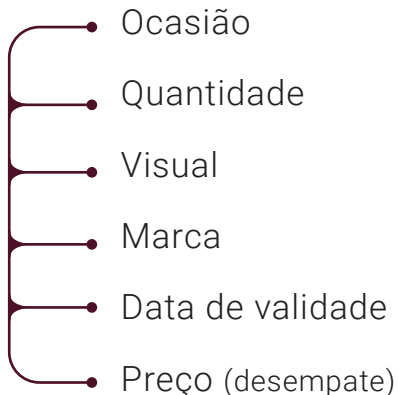 Ocasião
Quantidade
Visual
Marca
Data de validade
Preço (desempate)